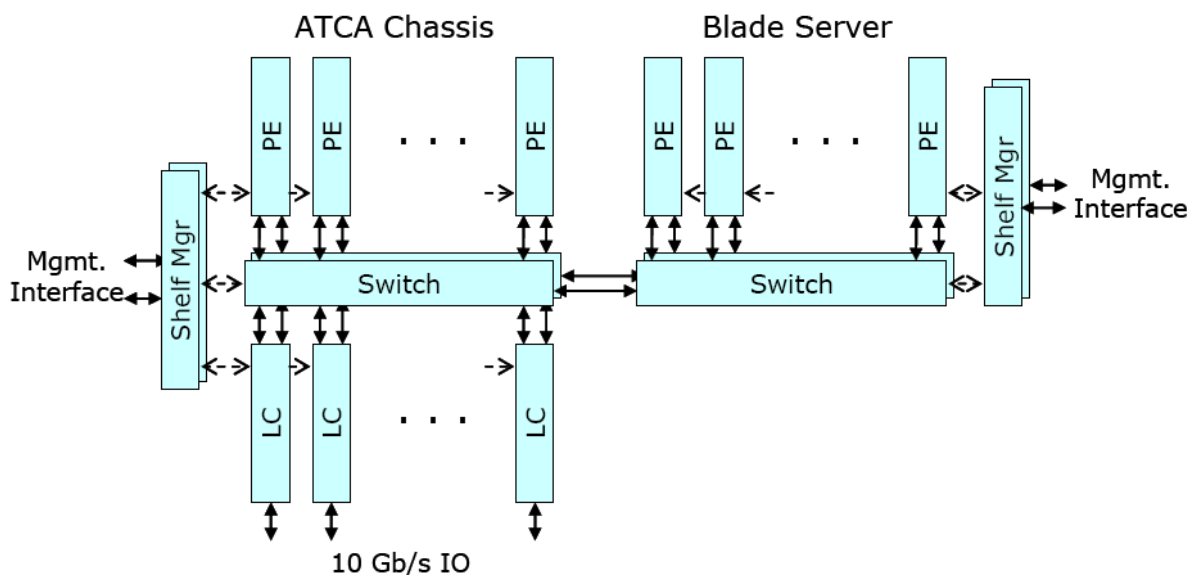 ATCA Chassis
Blade Server
PE
PE
. . .
PE
PE
PE
. . .
PE
Shelf Mgr
Mgmt.
Interface
Shelf Mgr
Mgmt.
Interface
Switch
Switch
LC
LC
. . .
LC
10 Gb/s IO